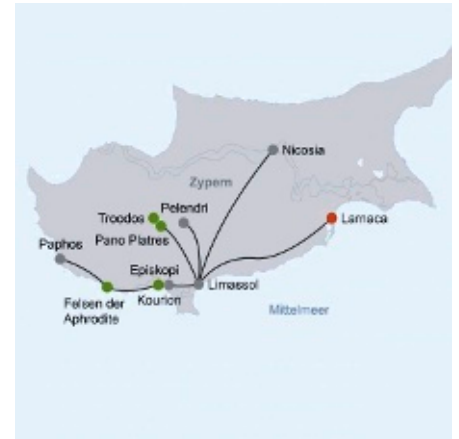 Nicosia
Zypern
Troodos
Pelendri
Larnaca
Pano Platres
Paphos
Episkopi
Limassol
Felsen der
Aphrodite
Kourion
Mittelmeer